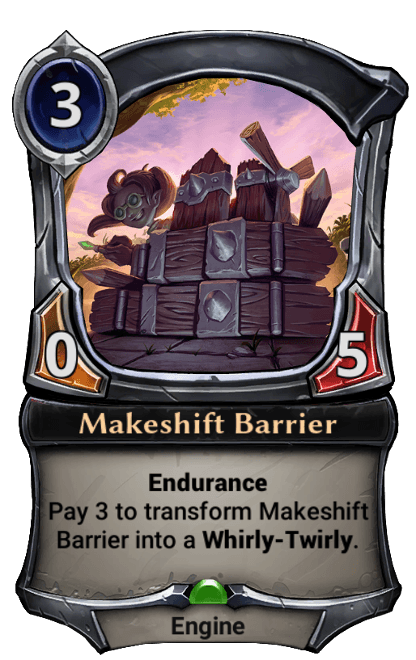 3
0
5
Makeshift Barrier
Endurance
Pay 3 to transform Makeshift
Barrier into a Whirly-Twirly.
Engine